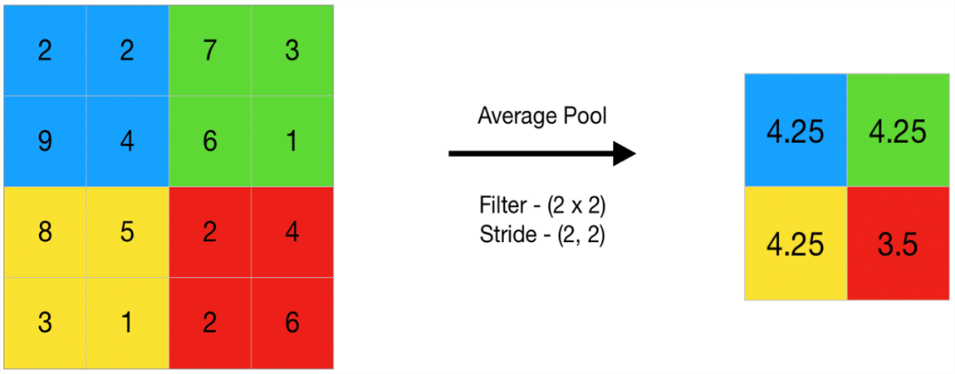 2 2 7 3
9 4 6 1
8 5 2 4
3 1 2 6
Average Pool
Filter - (2 x 2)
Stride - (2, 2)
4.25 4.25
4.25 3.5